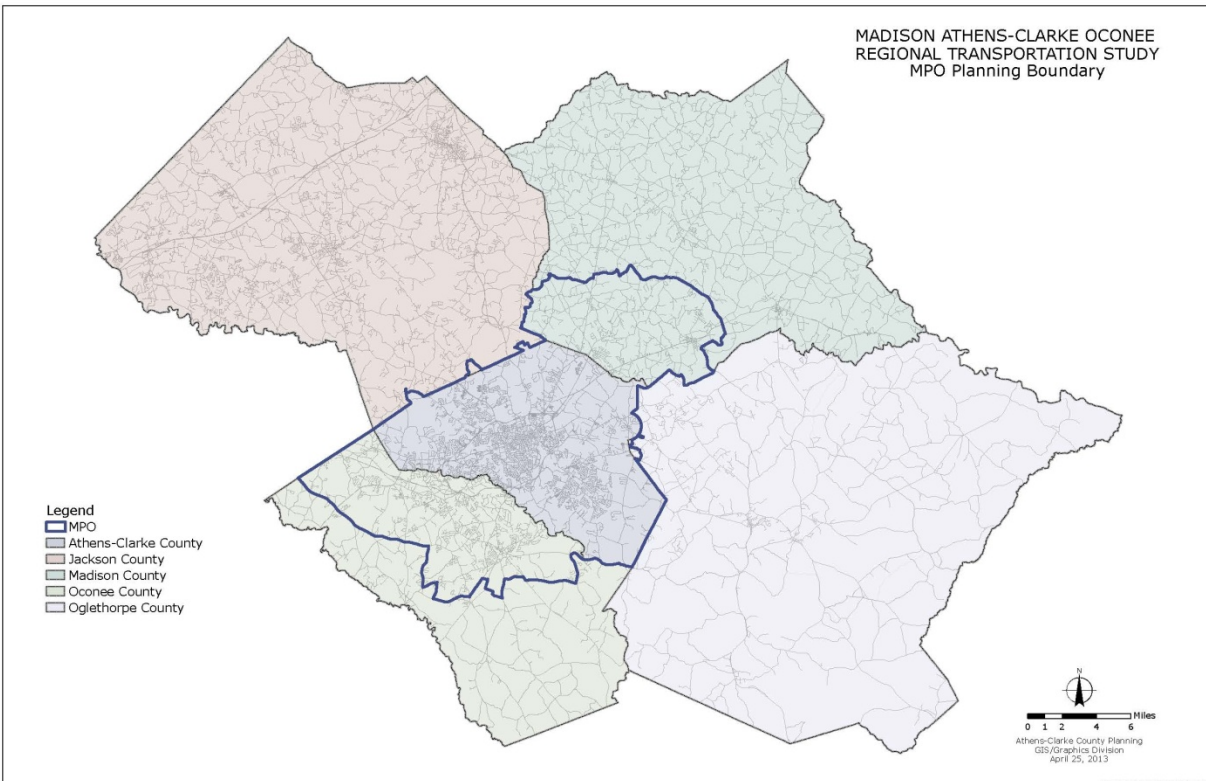 MADISON ATHENS-CLARKE OCONEE
REGIONAL TRANSPORTATION STUDY
MPO Planning Boundary
Legend
MPO
Athens-Clarke County
Jackson County
Madison County
Oconee County
Oglethorpe County
N
Miles
0 1 2 4 6
Athens-Clarke County Planning
GIS/Graphics Division
April 25, 2013